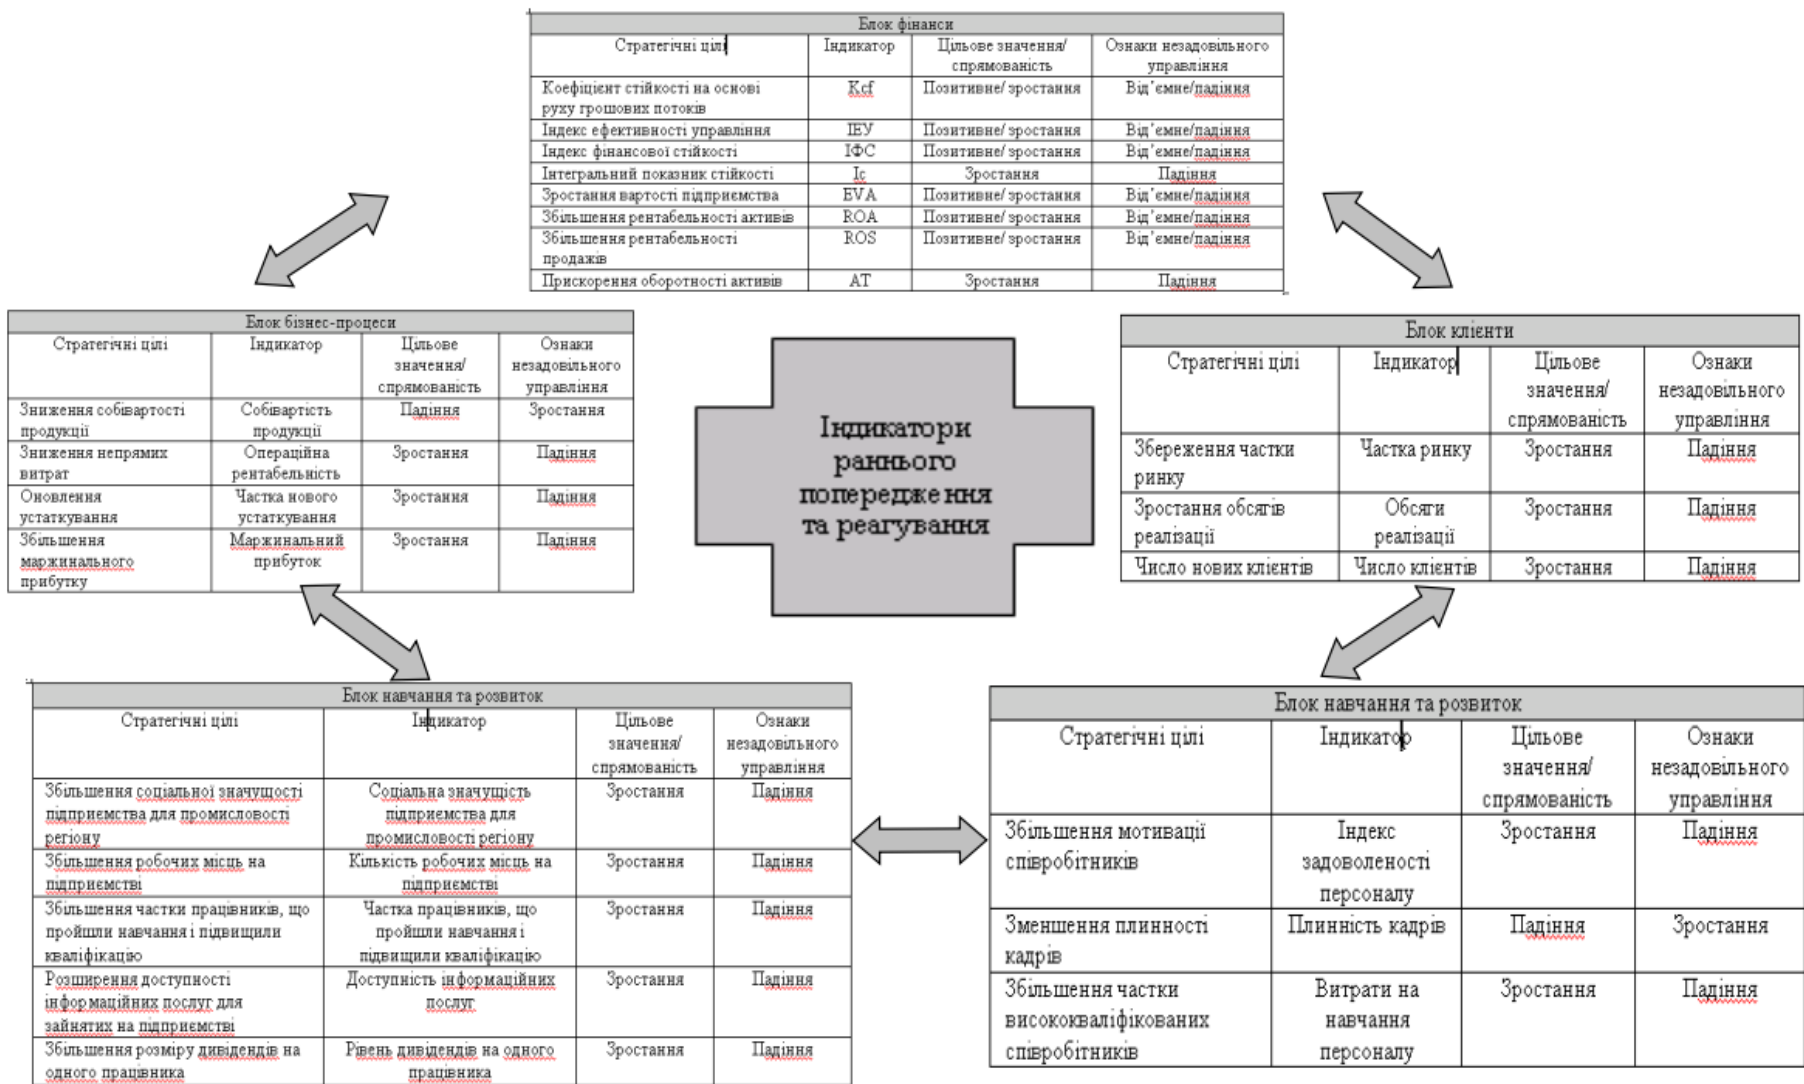 Блок фінанси
Стратегічні цілі
Індикатор
Цільове значення/
спрямованість
Ознаки незадовільного
управління
Коефіцієнт стійкості на основі
руху грошових потоків
Kcf
Позитивне/ зростання
Від’ємне/падіння
Індекс ефективності управління
ІЕУ
Позитивне/ зростання
Від’ємне/падіння
Індекс фінансової стійкості
ІФС
Позитивне/ зростання
Від’ємне/падіння
Інтегральний показник стійкості
Іс
Зростання
Падіння
Зростання вартості підприємства
EVA
Позитивне/ зростання
Від’ємне/падіння
Збільшення рентабельності активів
ROA
Позитивне/ зростання
Від’ємне/падіння
Збільшення рентабельності
продажів
ROS
Позитивне/ зростання
Від’ємне/падіння
Прискорення оборотності активів
AT
Зростання
Падіння
Блок бізнес-процеси
Стратегічні цілі
Індикатор
Цільове
значення/
спрямованість
Ознаки
незадовільного
управління
Зниження собівартості
продукції
Собівартість
продукції
Падіння
Зростання
Зниження непрямих
витрат
Операційна
рентабельність
Зростання
Падіння
Оновлення
устаткування
Частка нового
устаткування
Зростання
Падіння
Збільшення
маржинального
прибутку
Маржинальний
прибуток
Зростання
Падіння
Індикатори
раннього
попередження
та реагування
Блок клієнти
Стратегічні цілі
Індикатор
Цільове
значення/
спрямованість
Ознаки
незадовільного
управління
Збереження частки
ринку
Частка ринку
Зростання
Падіння
Зростання обсягів
реалізації
Обсяги
реалізації
Зростання
Падіння
Число нових клієнтів
Число клієнтів
Зростання
Падіння
Блок навчання та розвиток
Стратегічні цілі
Індикатор
Цільове
значення/
спрямованість
Ознаки
незадовільного
управління
Збільшення соціальної значущості
підприємства для промисловості
регіону
Соціальна значущість
підприємства для
промисловості регіону
Зростання
Падіння
Збільшення робочих місць на
підприємстві
Кількість робочих місць на
підприємстві
Зростання
Падіння
Збільшення частки працівників, що
пройшли навчання і підвищили
кваліфікацію
Частка працівників, що
пройшли навчання і
підвищили кваліфікацію
Зростання
Падіння
Розширення доступності
інформаційних послуг для
зайнятих на підприємстві
Доступність інформаційних
послуг
Зростання
Падіння
Збільшення розміру дивідендів на
одного працівника
Рівень дивідендів на одного
працівника
Зростання
Падіння
Блок навчання та розвиток
Стратегічні цілі
Індикатор
Цільове
значення/
спрямованість
Ознаки
незадовільного
управління
Збільшення мотивації
співробітників
Індекс
задоволеності
персоналу
Зростання
Падіння
Зменшення плинності
кадрів
Плинність кадрів
Падіння
Зростання
Збільшення частки
висококваліфікованих
співробітників
Витрати на
навчання
персоналу
Зростання
Падіння